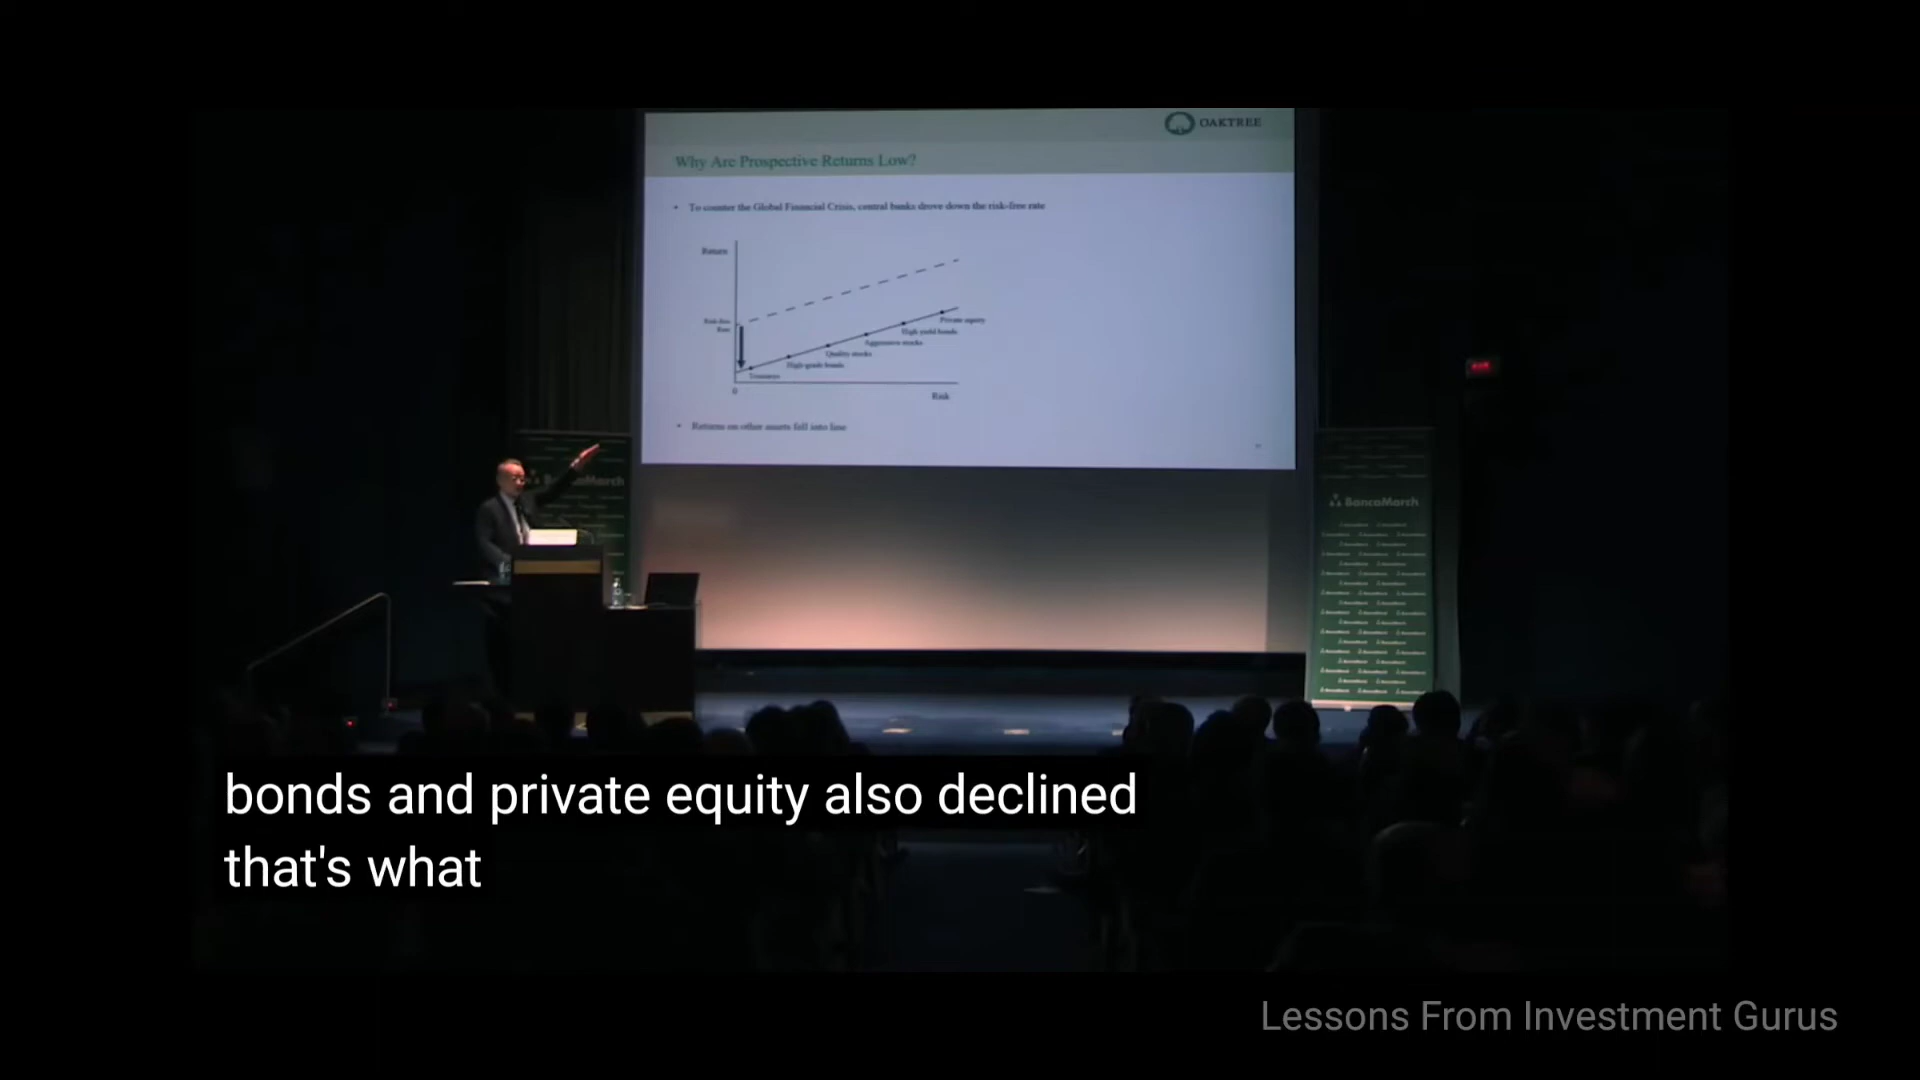 OAKTREE
Why Are Prospective Returns Low?
• To counter the Global Financial Crisis, central banks drove down the risk-free rate
Return
Risk-free
Rate
Private equity
High yield bonds
Aggressive stocks
Quality stocks
High-grade bonds
Treasurys
0
Risk
• Returns on other assets fell into line
BancaMarch
BancaMarch
bonds and private equity also declined
that's what
Lessons From Investment Gurus